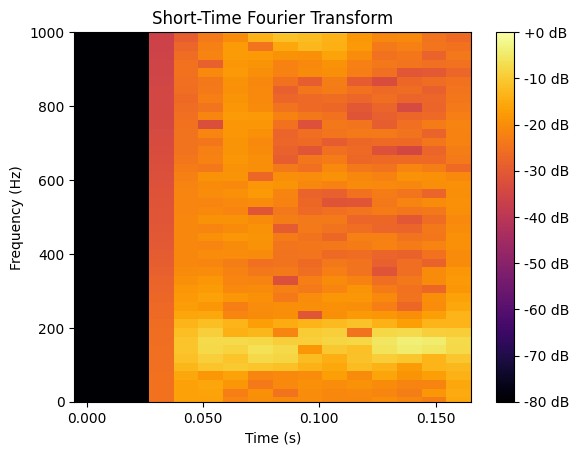 Short-Time Fourier Transform
1000
800
600
400
200
0
Frequency (Hz)
0.000
0.050
0.100
0.150
Time (s)
+0 dB
-10 dB
-20 dB
-30 dB
-40 dB
-50 dB
-60 dB
-70 dB
-80 dB